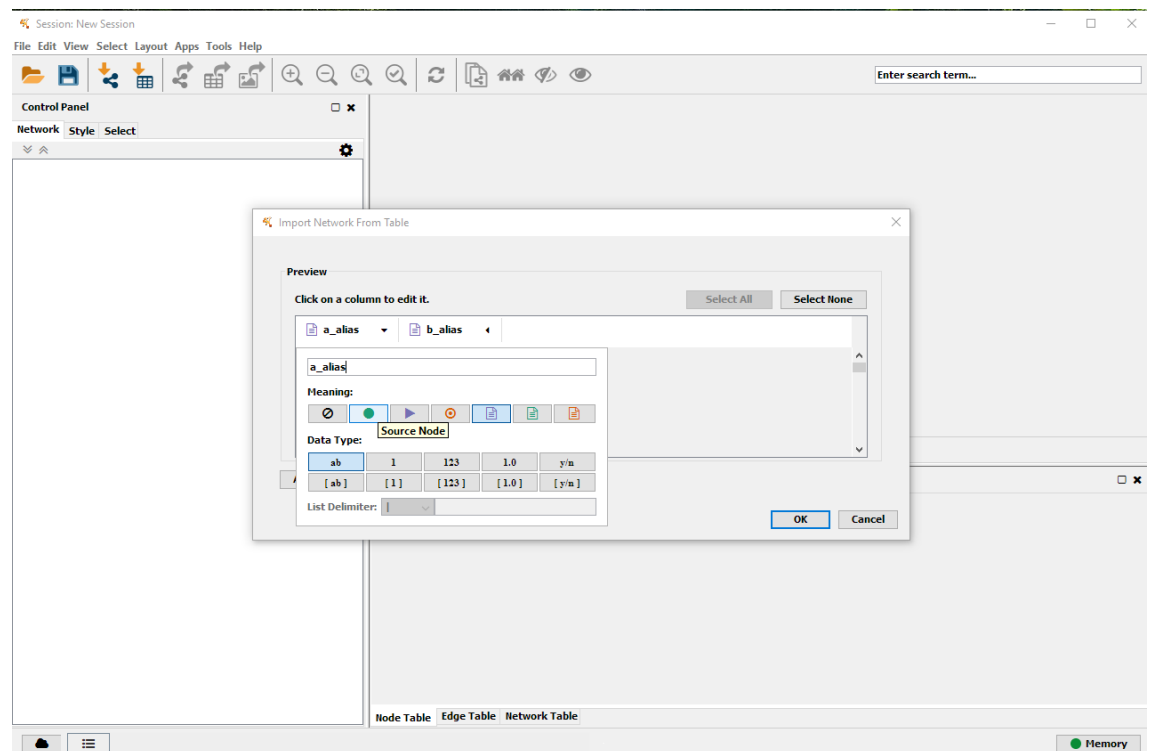 Session: New Session
File Edit View Select Layout Apps Tools Help
Enter search term...
Control Panel
Network Style Select
Import Network From Table
Preview
Click on a column to edit it.
Select All
Select None
a_alias
b_alias
a_alias
Meaning:
Source Node
Data Type:
ab 1 123 1.0 y/n
[ ab ] [ 1 ] [ 123 ] [ 1.0 ] [ y/n ]
List Delimiter: |
OK Cancel
Node Table Edge Table Network Table
Memory